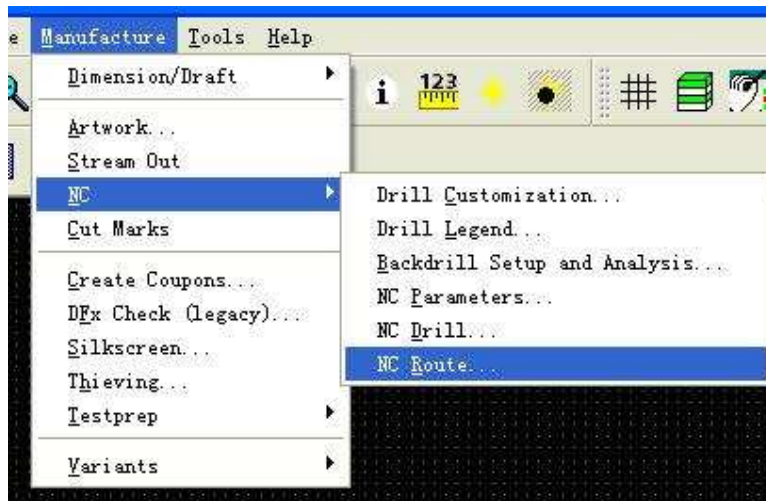 e Manufacture Tools Help
Dimension/Draft
123
Artwork...
Stream Out
NC
Cut Marks
Create Coupons...
DFx Check (legacy)...
Silkscreen...
Thieving...
Testprep
Variants
Drill Customization...
Drill Legend...
Backdrill Setup and Analysis...
NC Parameters...
NC Drill...
NC Route...